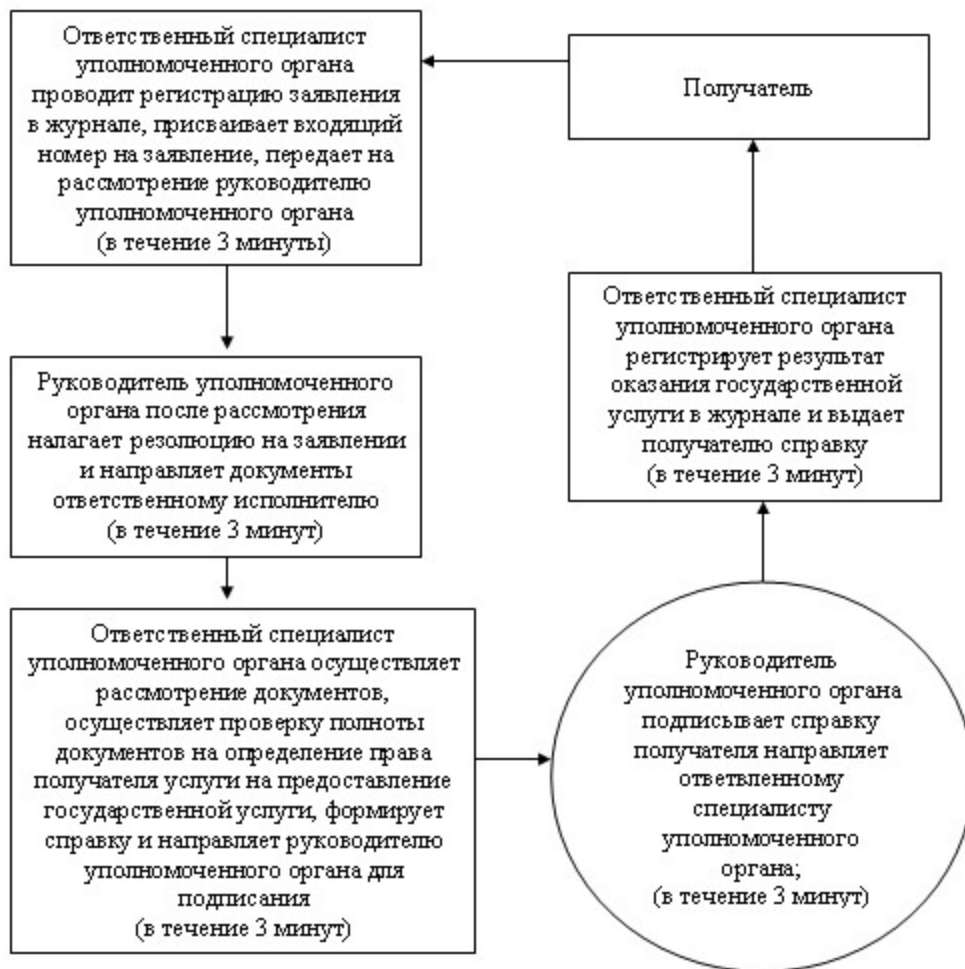 Ответственный специалист
уполномоченного органа
проводит регистрацию заявления
в журнале, присваивает входящий
номер на заявление, передает на
рассмотрение руководителю
уполномоченного органа
(в течение 3 минуты)
Получатель
Руководитель уполномоченного
органа после рассмотрения
налагает резолюцию на заявлении
и направляет документы
ответственному исполнителю
(в течение 3 минут)
Ответственный специалист
уполномоченного органа
регистрирует результат
оказания государственной
услуги в журнале и выдает
получателю справку
(в течение 3 минут)
Ответственный специалист
уполномоченного органа осуществляет
рассмотрение документов,
осуществляет проверку полноты
документов на определение права
получателя услуги на предоставление
государственной услуги, формирует
справку и направляет руководителю
уполномоченного органа для
подписания
(в течение 3 минут)
Руководитель
уполномоченного органа
подписывает справку
получателя направляет
ответвленному
специалисту
уполномоченного
органа;
(в течение 3 минут)